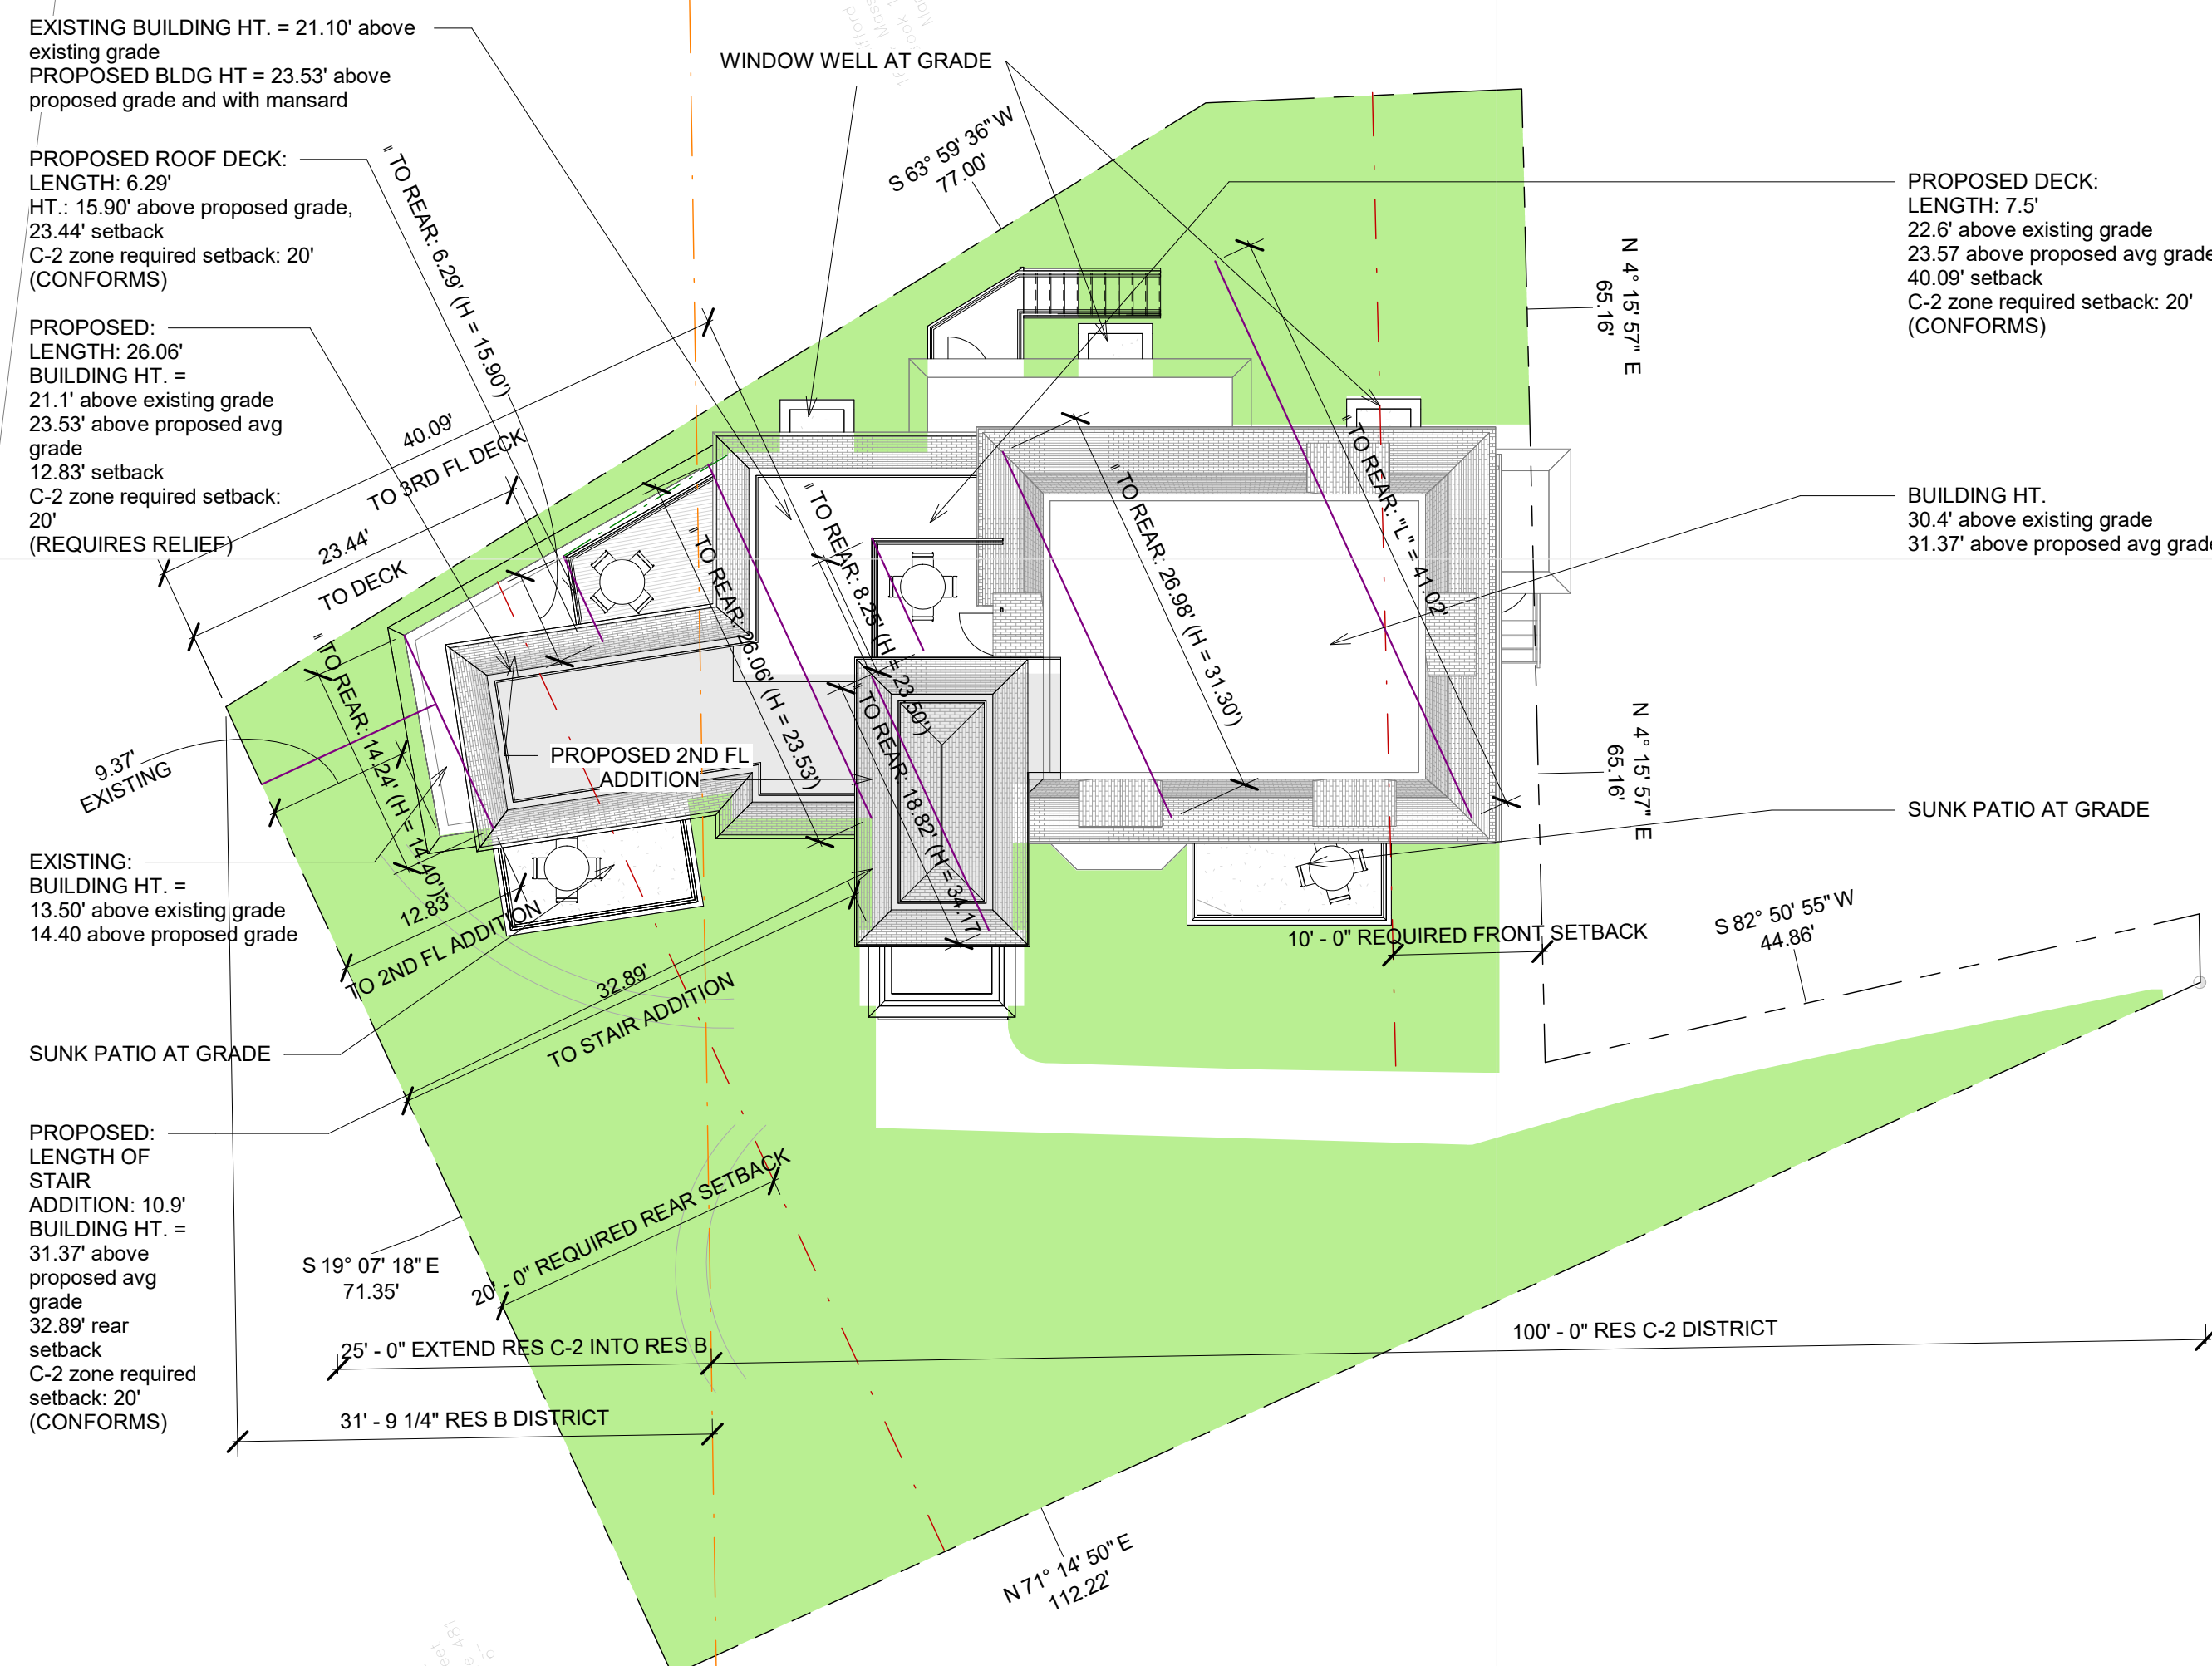 EXISTING BUILDING HT. = 21.10' above
existing grade
PROPOSED BLDG HT = 23.53' above
proposed grade and with mansard
PROPOSED ROOF DECK:
LENGTH: 6.29'
HT.: 15.90' above proposed grade,
23.44' setback
C-2 zone required setback: 20'
(CONFORMS)
PROPOSED:
LENGTH: 26.06'
BUILDING HT. =
21.1' above existing grade
23.53' above proposed avg
grade
12.83' setback
C-2 zone required setback:
20'
(REQUIRES RELIEF)
WINDOW WELL AT GRADE
S 63° 59' 36" W
77.00'
PROPOSED DECK:
LENGTH: 7.5'
22.6' above existing grade
23.57 above proposed avg grade
40.09' setback
C-2 zone required setback: 20'
(CONFORMS)
N 4° 15' 57" E
65.16'
BUILDING HT.
30.4' above existing grade
31.37' above proposed avg grade
" TO REAR: 6.29' (H = 15.90')
40.09'
TO 3RD FL DECK
23.44'
TO DECK
" TO REAR: 14.24' (H = 14.40')
" TO REAR: 26.06' (H = 23.53')
" TO REAR: 8.25' (H = 23.50')
" TO REAR: 18.82' (H = 34.17'
" TO REAR: 26.98' (H = 31.30')
" TO REAR: "L" = 41.02'
PROPOSED 2ND FL
ADDITION
9.37'
EXISTING
N 4° 15' 57" E
65.16'
SUNK PATIO AT GRADE
EXISTING:
BUILDING HT. =
13.50' above existing grade
14.40 above proposed grade
12.83'
TO 2ND FL ADDITION
10' - 0" REQUIRED FRONT SETBACK
S 82° 50' 55" W
44.86'
32.89'
TO STAIR ADDITION
SUNK PATIO AT GRADE
PROPOSED:
LENGTH OF
STAIR
ADDITION: 10.9'
BUILDING HT. =
31.37' above
proposed avg
grade
32.89' rear
setback
C-2 zone required
setback: 20'
(CONFORMS)
20' - 0" REQUIRED REAR SETBACK
S 19° 07' 18" E
71.35'
25' - 0" EXTEND RES C-2 INTO RES B
100' - 0" RES C-2 DISTRICT
31' - 9 1/4" RES B DISTRICT
N 71° 14' 50" E
112.22'